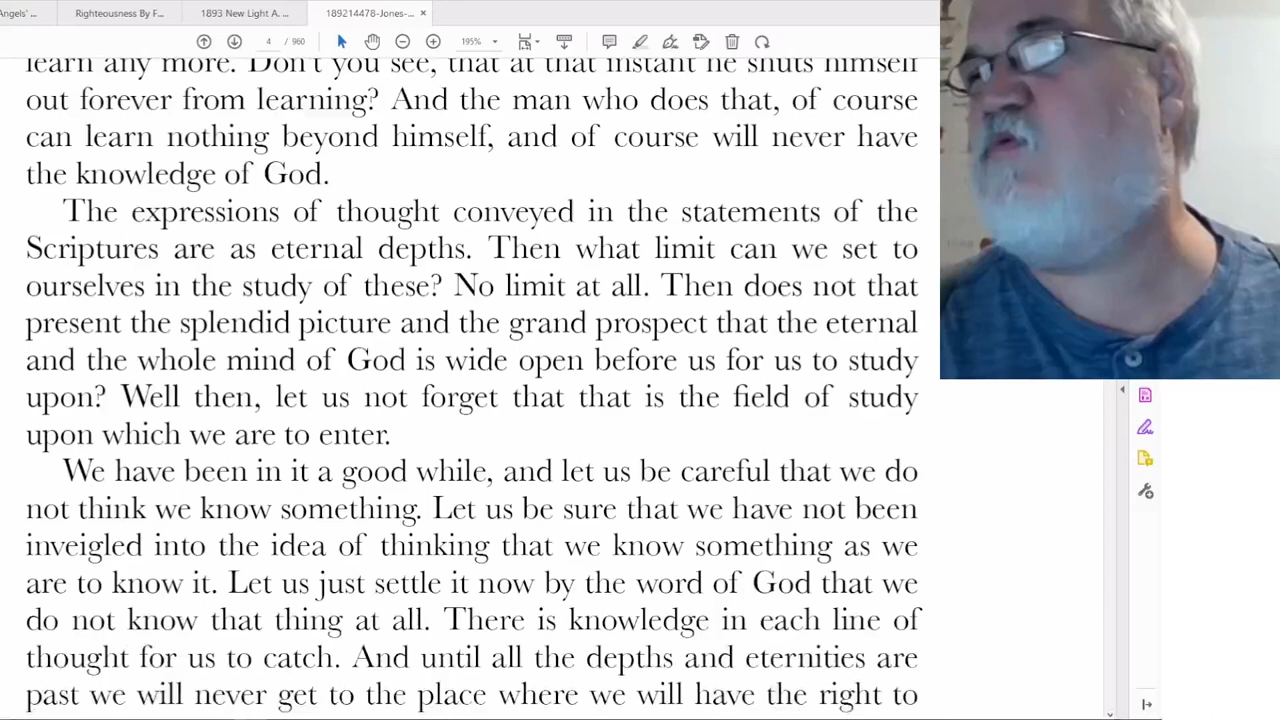 Angels' ...
Righteousness By F...
1893 New Light A. ...
189214478-Jones-...
4 / 960
195%
learn any more. Don't you see, that at that instant he shuts himself
out forever from learning? And the man who does that, of course
can learn nothing beyond himself, and of course will never have
the knowledge of God.
The expressions of thought conveyed in the statements of the
Scriptures are as eternal depths. Then what limit can we set to
ourselves in the study of these? No limit at all. Then does not that
present the splendid picture and the grand prospect that the eternal
and the whole mind of God is wide open before us for us to study
upon? Well then, let us not forget that that is the field of study
upon which we are to enter.
We have been in it a good while, and let us be careful that we do
not think we know something. Let us be sure that we have not been
inveigled into the idea of thinking that we know something as we
are to know it. Let us just settle it now by the word of God that we
do not know that thing at all. There is knowledge in each line of
thought for us to catch. And until all the depths and eternities are
past we will never get to the place where we will have the right to